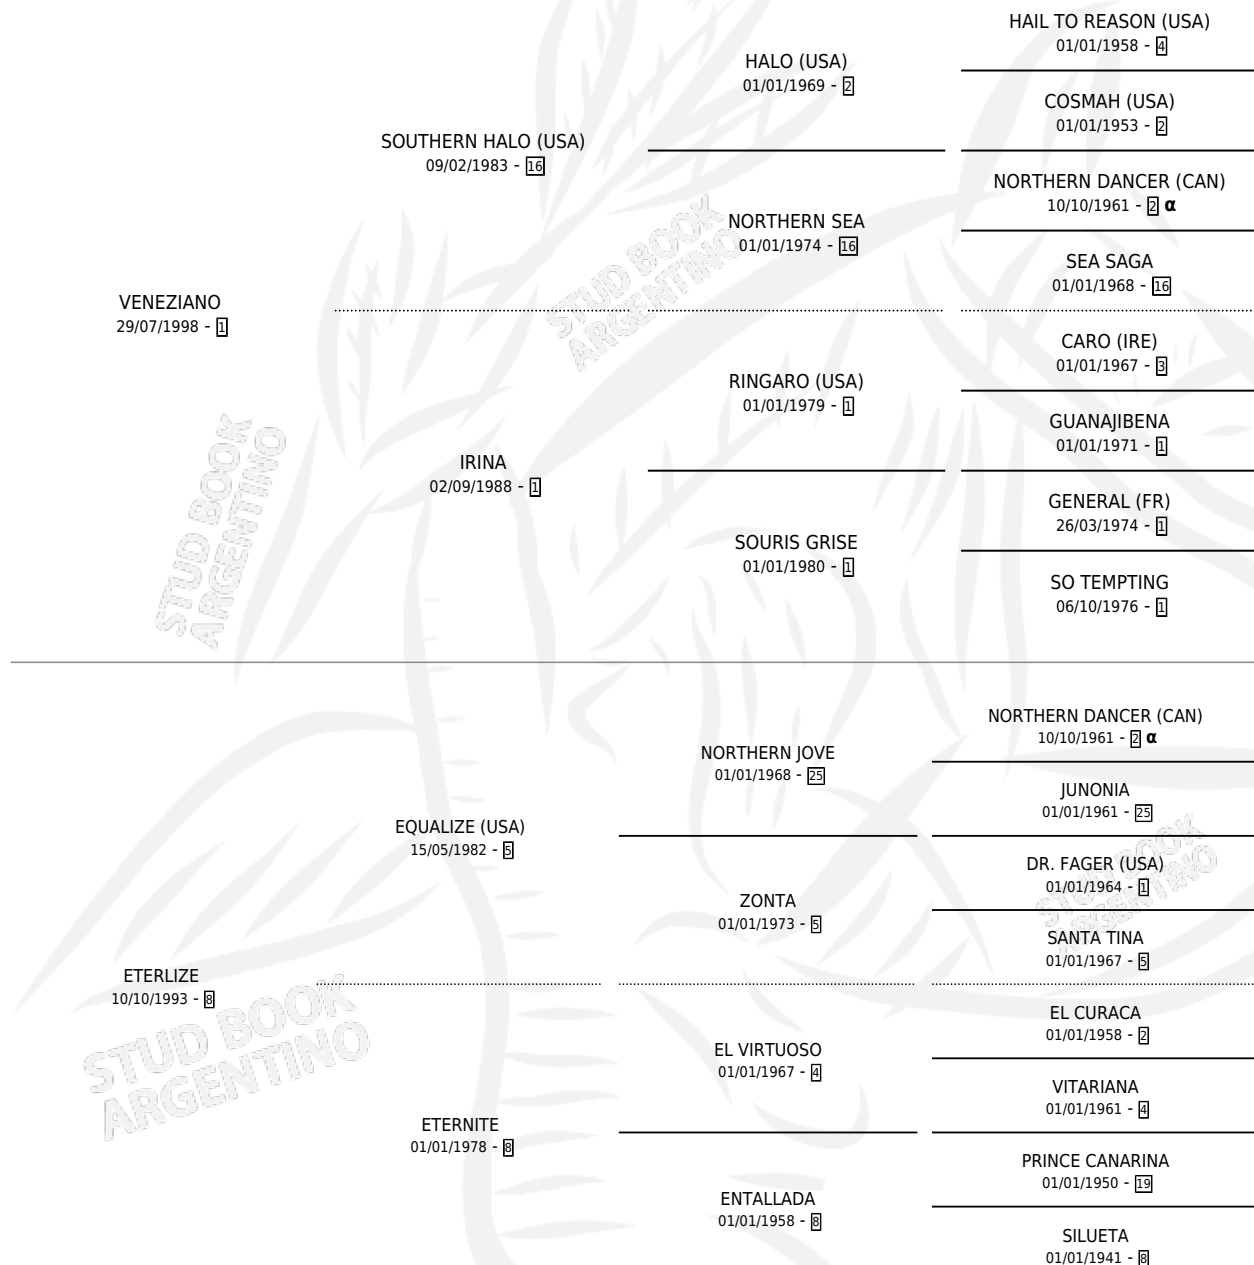 HAIL TO REASON (USA)
01/01/1958 - 4
HALO (USA)
01/01/1969 - 2
COSMAH (USA)
01/01/1953 - 2
SOUTHERN HALO (USA)
09/02/1983 - 16
NORTHERN DANCER (CAN)
10/10/1961 - 2 α
NORTHERN SEA
01/01/1974 - 16
SEA SAGA
01/01/1968 - 16
VENEZIANO
29/07/1998 - 1
CARO (IRE)
01/01/1967 - 3
RINGARO (USA)
01/01/1979 - 1
GUANAJIBENA
01/01/1971 - 1
IRINA
02/09/1988 - 1
GENERAL (FR)
26/03/1974 - 1
SOURIS GRISE
01/01/1980 - 1
SO TEMPTING
06/10/1976 - 1
NORTHERN DANCER (CAN)
10/10/1961 - 2 α
NORTHERN JOVE
01/01/1968 - 25
JUNONIA
01/01/1961 - 25
EQUALIZE (USA)
15/05/1982 - 5
DR. FAGER (USA)
01/01/1964 - 1
ZONTA
01/01/1973 - 5
SANTA TINA
01/01/1967 - 5
ETERLIZE
10/10/1993 - 8
EL CURACA
01/01/1958 - 2
EL VIRTUOSO
01/01/1967 - 4
VITARIANA
01/01/1961 - 4
ETERNITE
01/01/1978 - 8
PRINCE CANARINA
01/01/1950 - 19
ENTALLADA
01/01/1958 - 8
SILUETA
01/01/1941 - 8
STUD BOOK
ARGENTINO
STUD BOOK
ARGENTINO
STUD BOOK
ARGENTINO
STUD BOOK
ARGENTINO